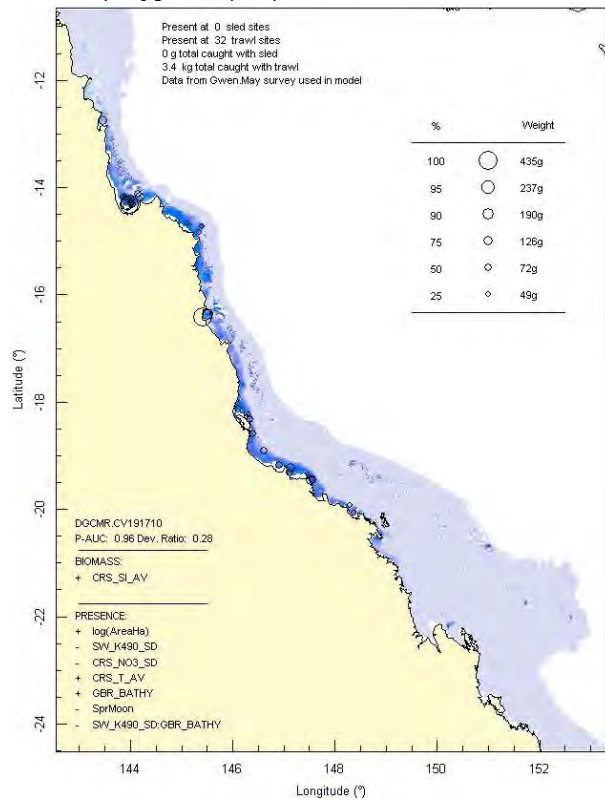 Present at 0 sled sites
Present at 32 trawl sites
0 g total caught with sled
3.4 kg total caught with trawl
Data from Gwen.May survey used in model
% Weight
100 435g
95 237g
90 190g
75 126g
50 72g
25 49g
-12
-14
-16
-18
-20
-22
-24
Latitude (°)
DGCMR.CV191710
P-AUC: 0.96 Dev. Ratio: 0.28
BIOMASS:
+ CRS_SI_AV
PRESENCE:
+ log(AreaHa)
- SW_K490_SD
- CRS_NO3_SD
+ CRS_T_AV
+ GBR_BATHY
- SprMoon
- SW_K490_SD:GBR_BATHY
144 146 148 150 152
Longitude (°)